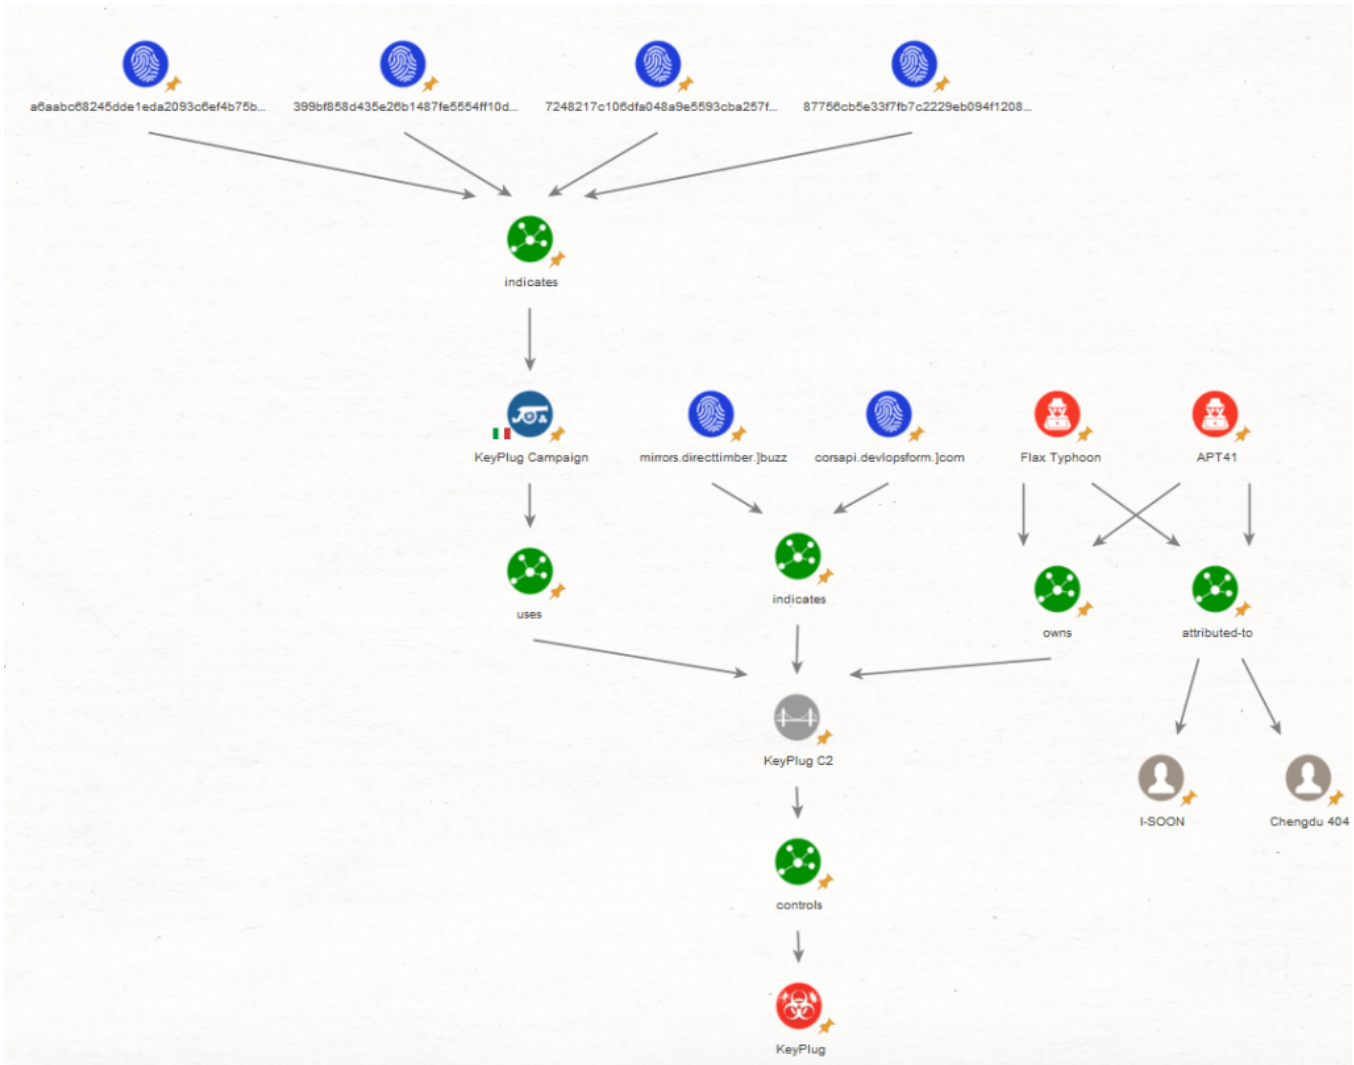 a6aabc68245dde1eda2093c6ef4b75b...
399bf858d435e26b1487fe5554ff10d...
7248217c106dfa048a9e5593cba257f...
87756cb5e33f7fb7c2229eb094f1208...
indicates
KeyPlug Campaign
mirrors.directtimber.]buzz
corsapi.devlopsform.]com
Flax Typhoon
APT41
uses
indicates
owns
attributed-to
KeyPlug C2
I-SOON
Chengdu 404
controls
KeyPlug